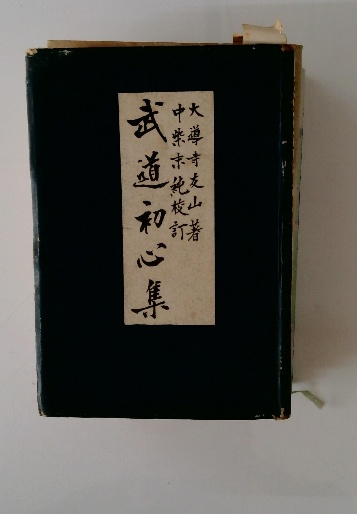 大導寺友山著
中柴末純校訂
武道初心集